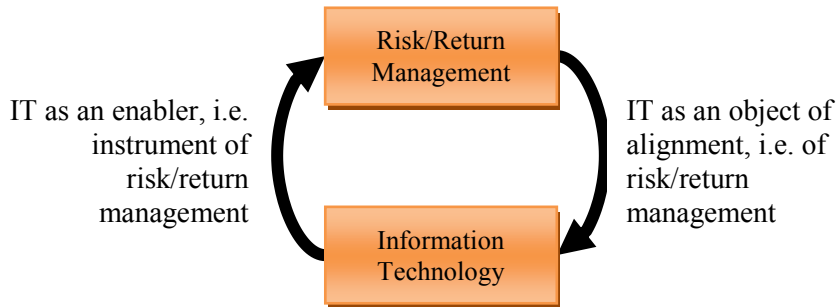 Risk/Return
Management
IT as an enabler, i.e.
instrument of
risk/return
management
IT as an object of
alignment, i.e. of
risk/return
management
Information
Technology